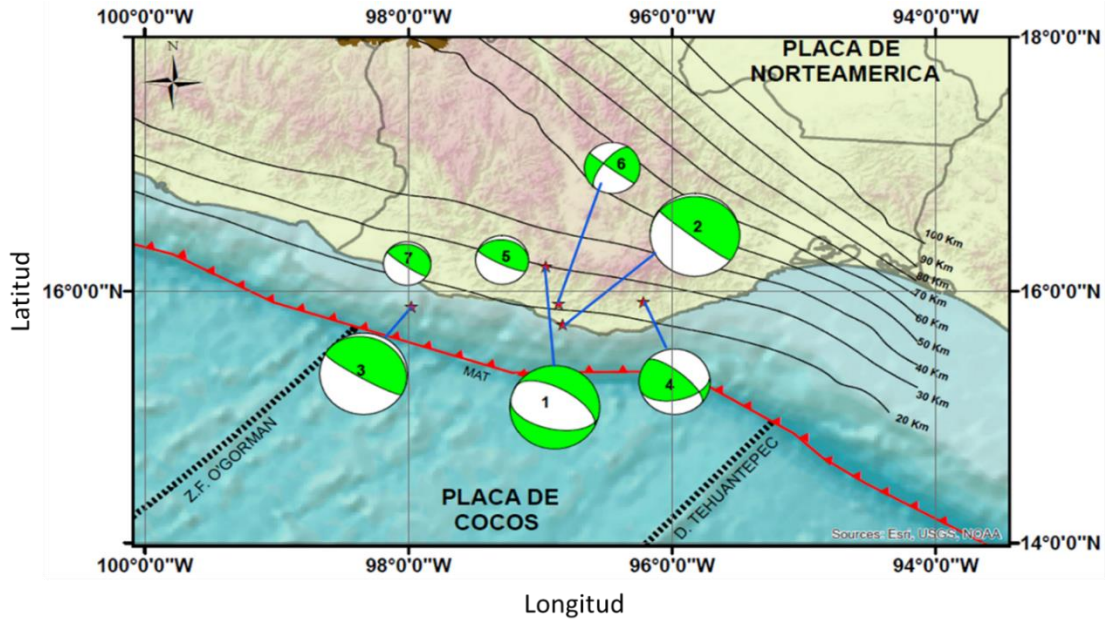 100°0'0"W 98°0'0"W 96°0'0"W 94°0'0"W
18°0'0"N
N
PLACA DE
NORTEAMERICA
6
2
7
5
100 Km
90 Km
80 Km
70 Km
60 Km
50 Km
40 Km
30 Km
20 Km
16°0'0"N
16°0'0"N
Latitud
3
MAT
1
4
Z.F. O'GORMAN
PLACA DE
COCOS
D. TEHUANTEPEC
Sources: Esri, USGS, NOAA
14°0'0"N
100°0'0"W 98°0'0"W 96°0'0"W 94°0'0"W
Longitud